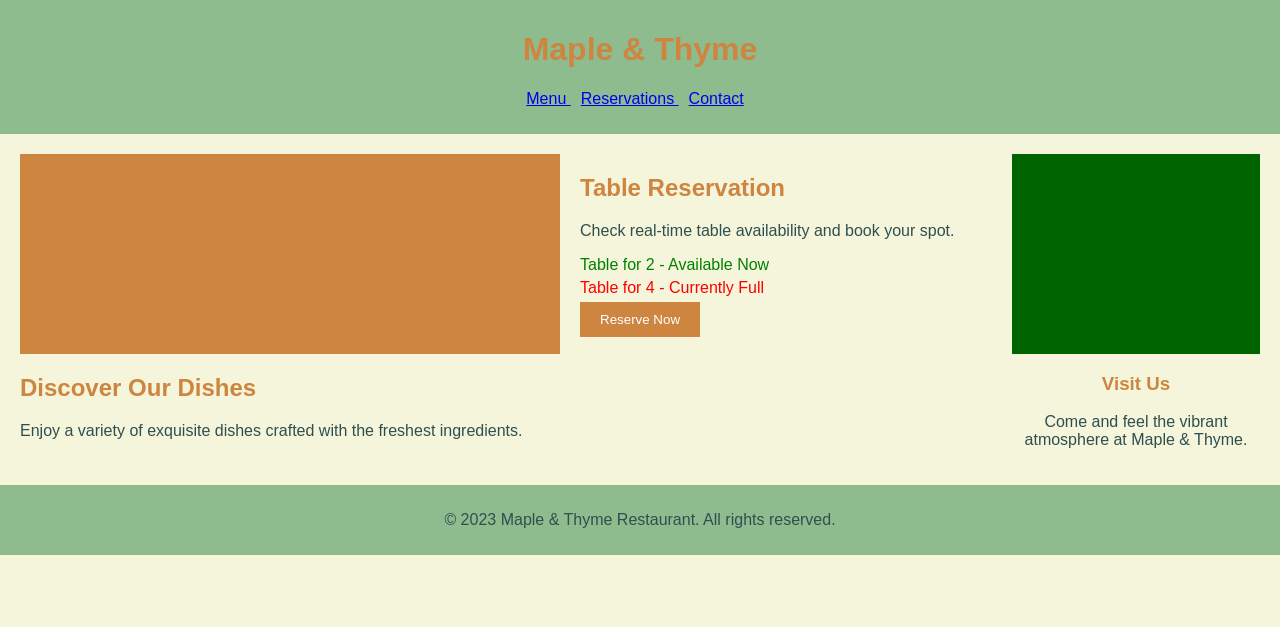 Maple & Thyme
Menu Reservations Contact
Table Reservation
Check real-time table availability and book your spot.
Table for 2 - Available Now
Table for 4 - Currently Full
Reserve Now
Discover Our Dishes
Enjoy a variety of exquisite dishes crafted with the freshest ingredients.
Visit Us
Come and feel the vibrant
atmosphere at Maple & Thyme.
© 2023 Maple & Thyme Restaurant. All rights reserved.